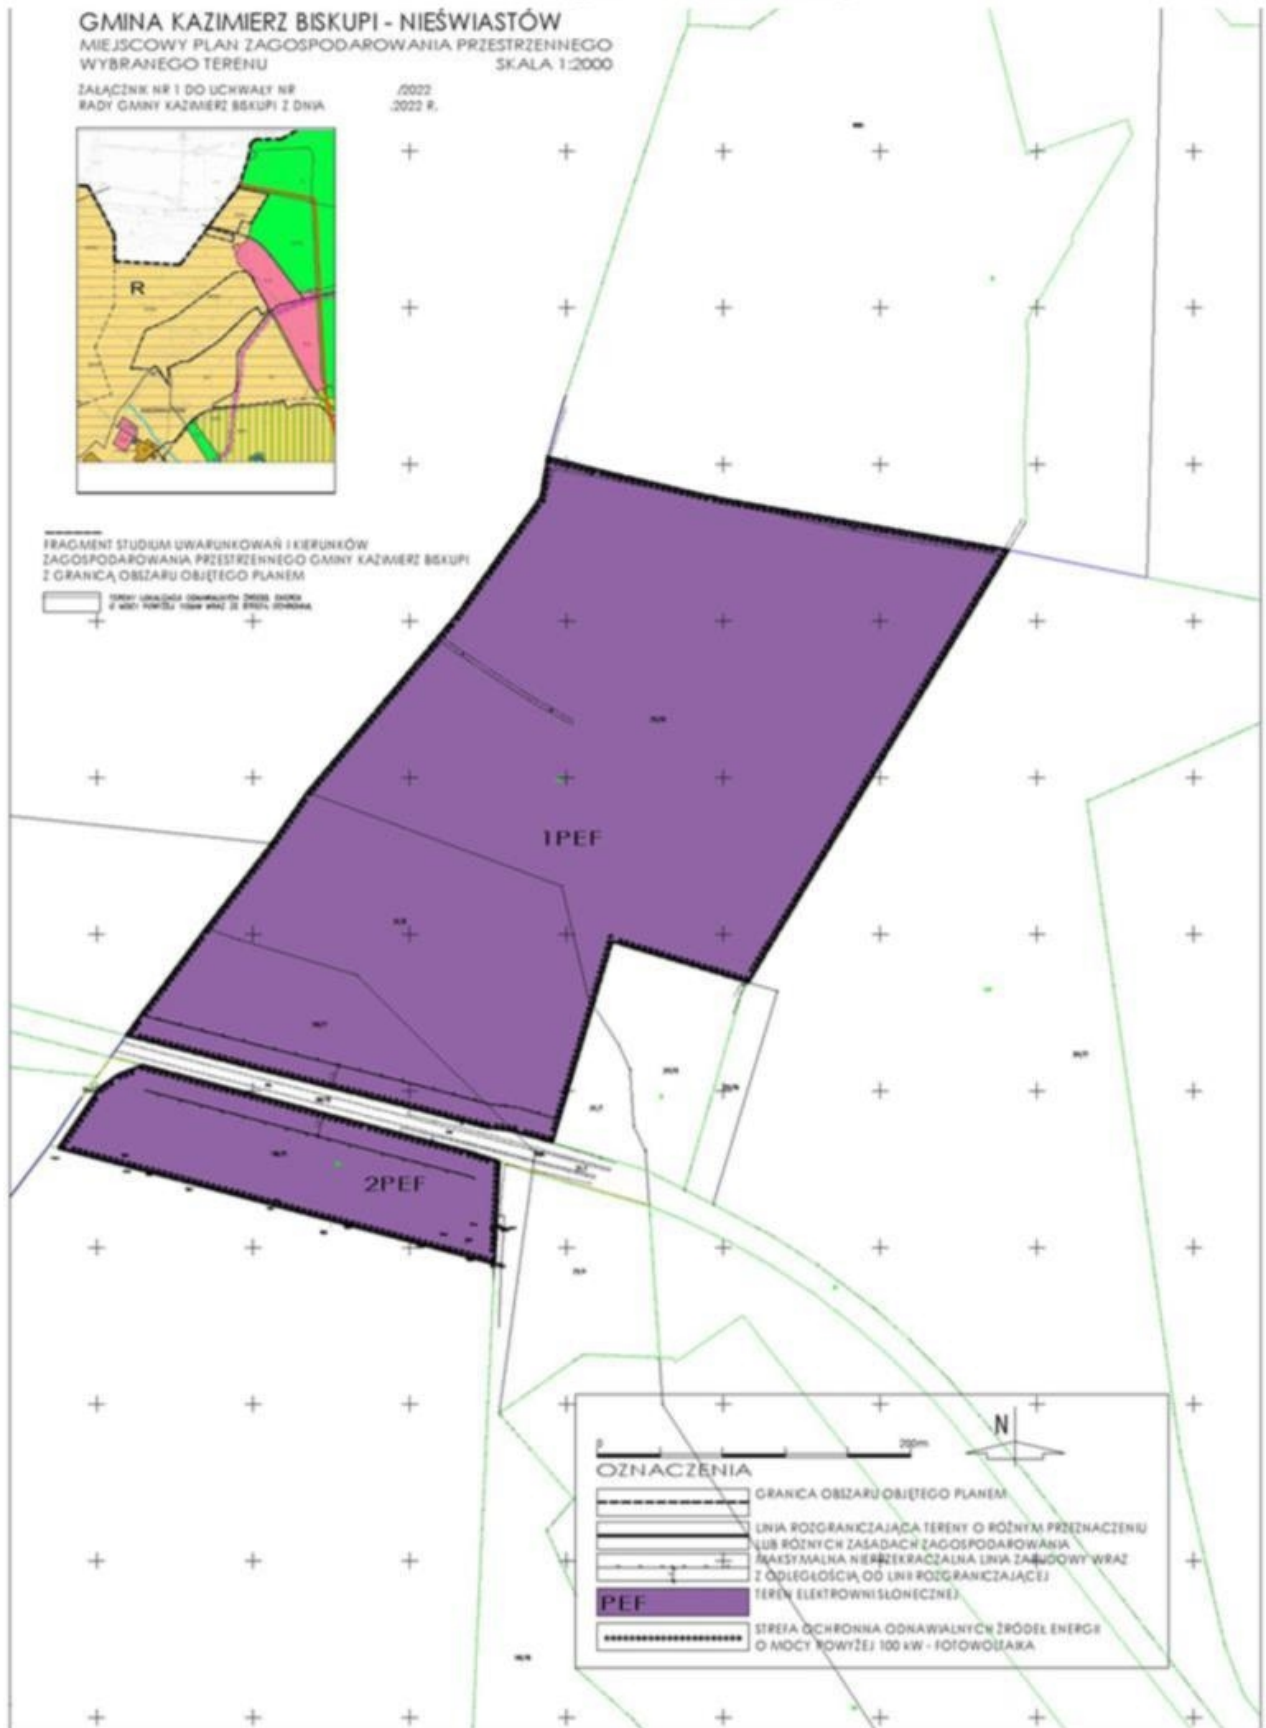 GMINA KAZIMIERZ BISKUPI - NIEŚWIASTÓW
MIEJSCOWY PLAN ZAGOSPODAROWANIA PRZESTRZENNEGO
WYBRANEGO TERENU SKALA 1:2000
ZAŁĄCZNIK NR 1 DO UCHWAŁY NR /2022
RADY GMINY KAZIMIERZ BISKUPI Z DNIA .2022 R.
R
FRAGMENT STUDIUM UWARUNKOWAŃ I KIERUNKÓW
ZAGOSPODAROWANIA PRZESTRZENNEGO GMINY KAZIMIERZ BISKUPI
Z GRANICĄ OBSZARU OBJĘTEGO PLANEM
1PEF
2PEF
N
0 200m
OZNACZENIA
GRANICA OBSZARU OBJĘTEGO PLANEM
LINIA ROZGRANICZAJĄCA TERENY O RÓŻNYM PRZEZNACZENIU
LUB RÓŻNYCH ZASADACH ZAGOSPODAROWANIA
MAKSYMALNA NIEPRZEKRACZALNA LINIA ZABUDOWY WRAZ
Z ODLEGŁOŚCIĄ OD LINII ROZGRANICZAJĄCEJ
PEF TEREN ELEKTROWNI SŁONECZNEJ
STREFA OCHRONNA ODNAWIALNYCH ŹRÓDEŁ ENERGII
O MOCY POWYŻEJ 100 kW - FOTOWOLTAIKA